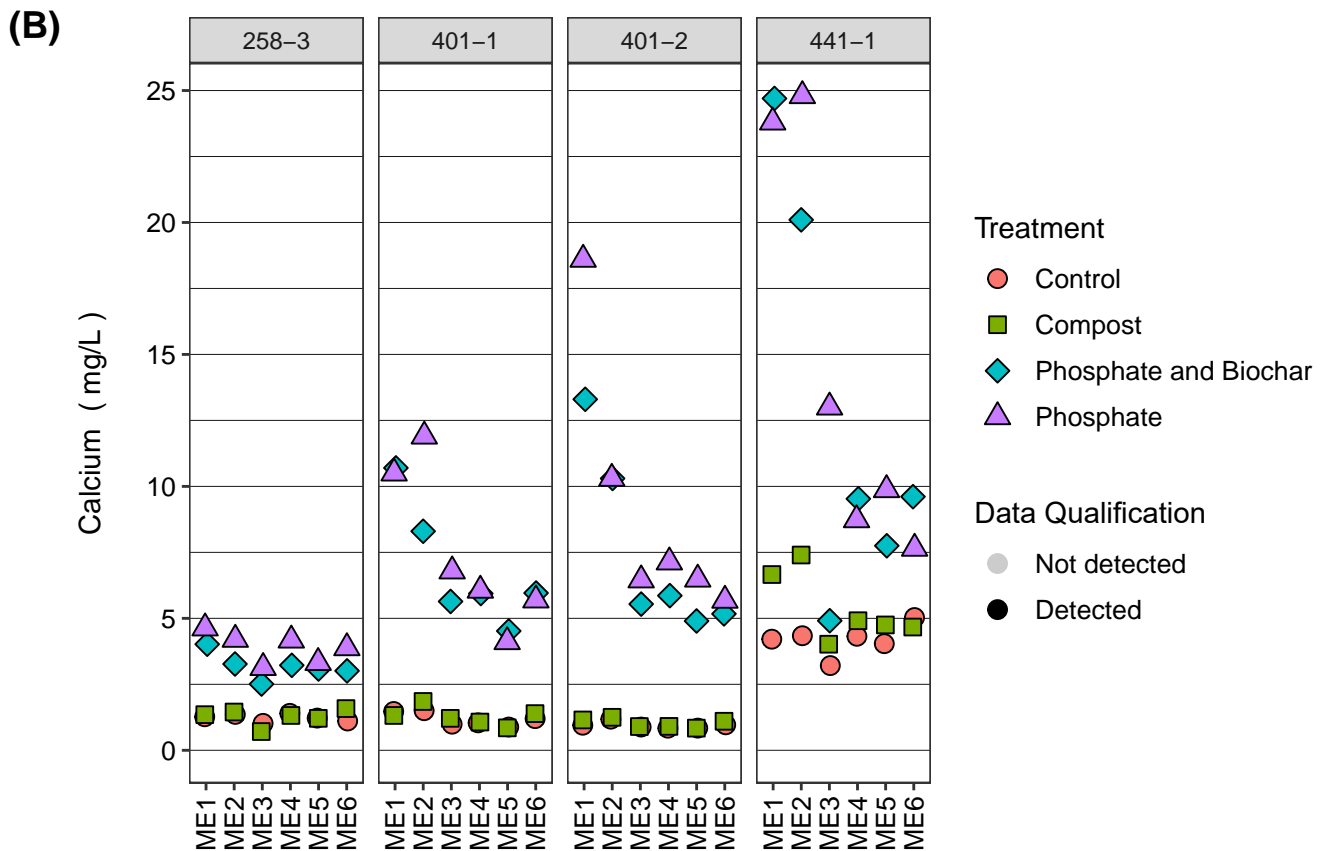 (B)
258−3 401−1 401−2 441−1
25
20
15
10
5
0
Calcium ( mg/L )
ME1 ME2 ME3 ME4 ME5 ME6 ME1 ME2 ME3 ME4 ME5 ME6 ME1 ME2 ME3 ME4 ME5 ME6 ME1 ME2 ME3 ME4 ME5 ME6
Treatment
Control
Compost
Phosphate and Biochar
Phosphate
Data Qualification
Not detected
Detected